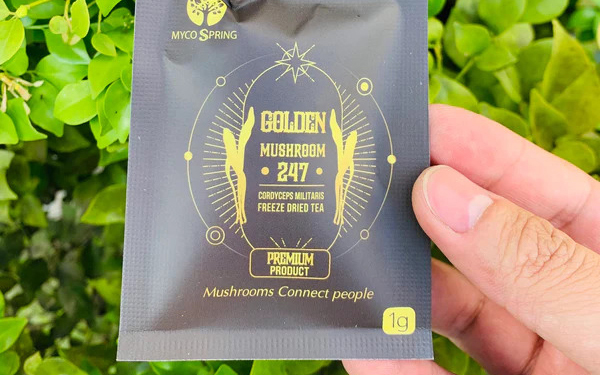 MYCO SPRING
GOLDEN
MUSHROOM
• 247 •
CORDYCEPS MILITARIS
FREEZE DRIED TEA
PREMIUM
PRODUCT
Mushrooms Connect people
1g